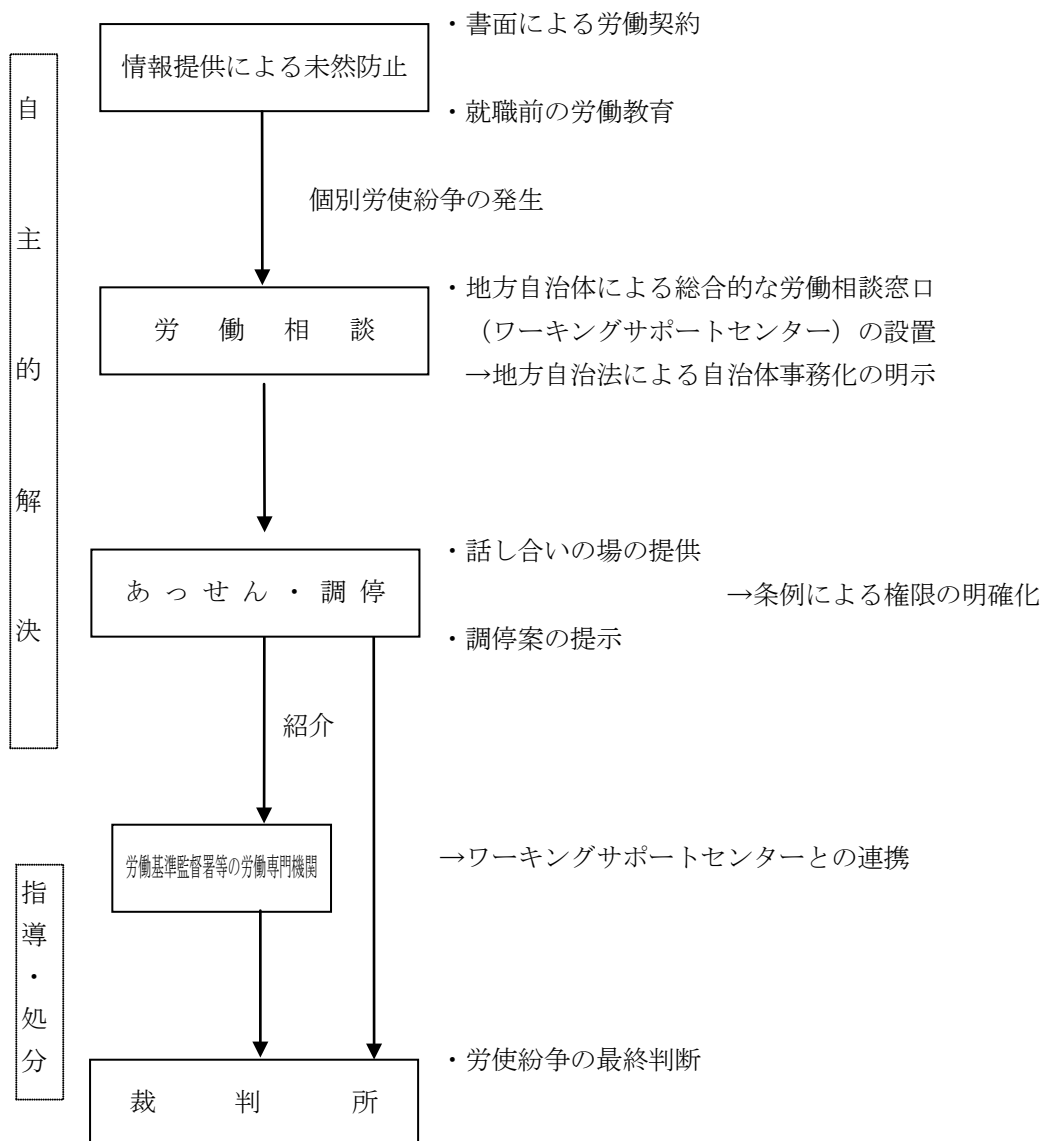 ・書面による労働契約
情報提供による未然防止
・就職前の労働教育
個別労使紛争の発生
自主的解決
・地方自治体による総合的な労働相談窓口
（ワーキングサポートセンター）の設置
→地方自治法による自治体事務化の明示
労働相談
・話し合いの場の提供
あっせん・調停
→条例による権限の明確化
・調停案の提示
紹介
労働基準監督署等の労働専門機関
→ワーキングサポートセンターとの連携
指導・処分
・労使紛争の最終判断
裁判所